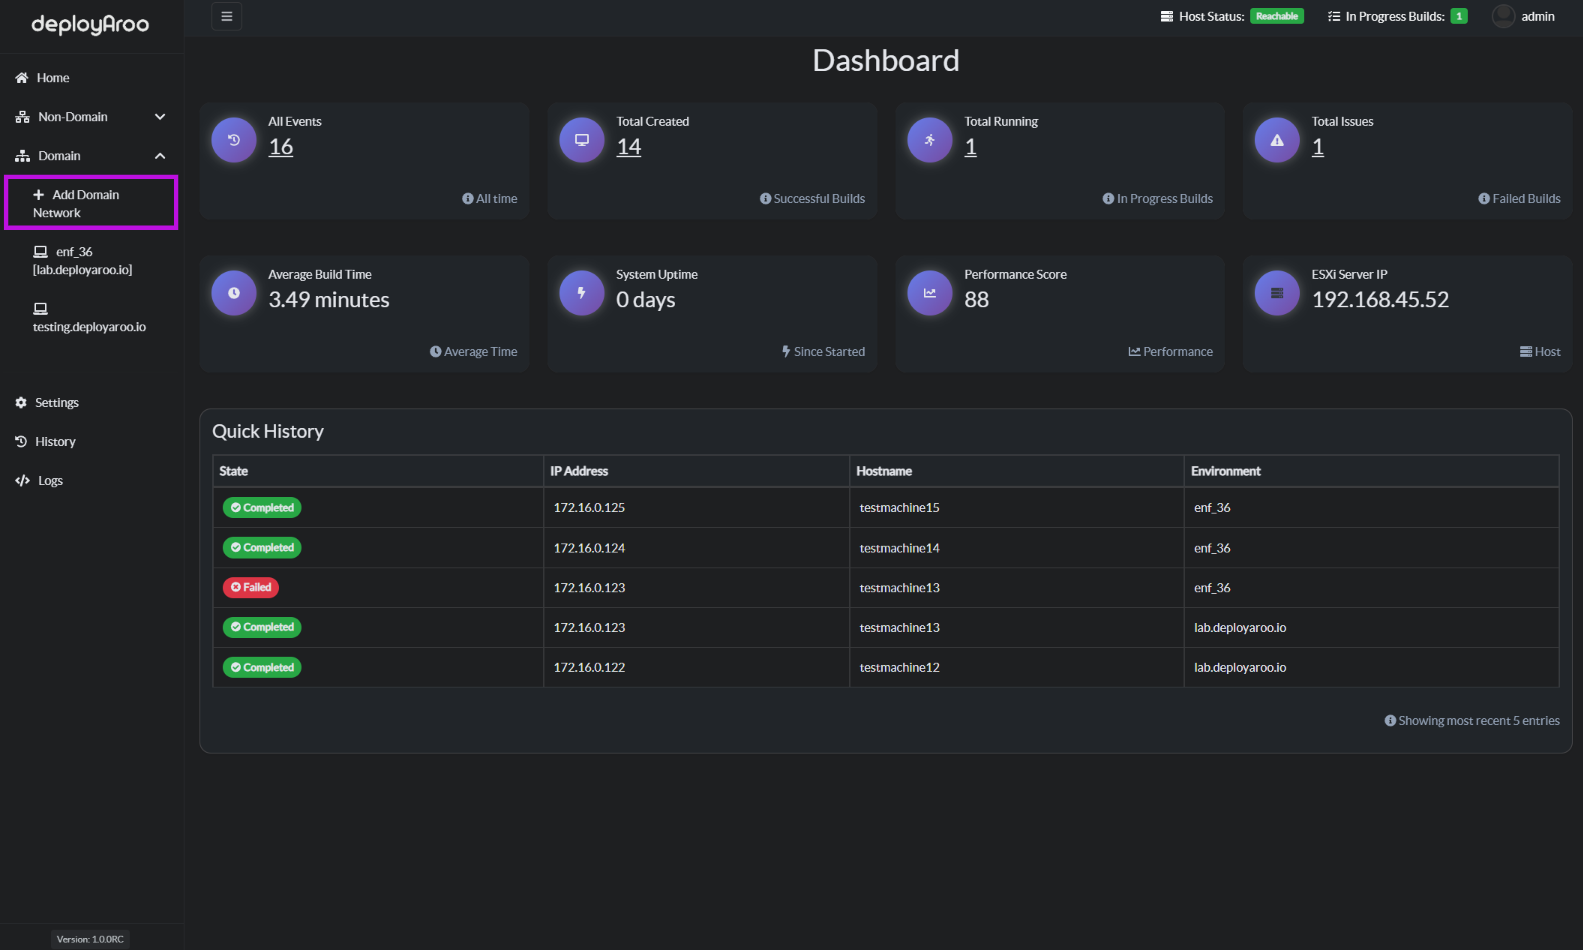 deployAroo
Host Status: Reachable
In Progress Builds: 1
admin
Home
Non-Domain
Domain
Add Domain
Network
enf_36
[lab.deployaroo.io]
testing.deployaroo.io
Settings
History
Logs
Version: 1.0.0RC
Dashboard
All Events
16
All time
Total Created
14
Successful Builds
Total Running
1
In Progress Builds
Total Issues
1
Failed Builds
Average Build Time
3.49 minutes
Average Time
System Uptime
0 days
Since Started
Performance Score
88
Performance
ESXi Server IP
192.168.45.52
Host
Quick History
State IP Address Hostname Environment
Completed 172.16.0.125 testmachine15 enf_36
Completed 172.16.0.124 testmachine14 enf_36
Failed 172.16.0.123 testmachine13 enf_36
Completed 172.16.0.123 testmachine13 lab.deployaroo.io
Completed 172.16.0.122 testmachine12 lab.deployaroo.io
Showing most recent 5 entries